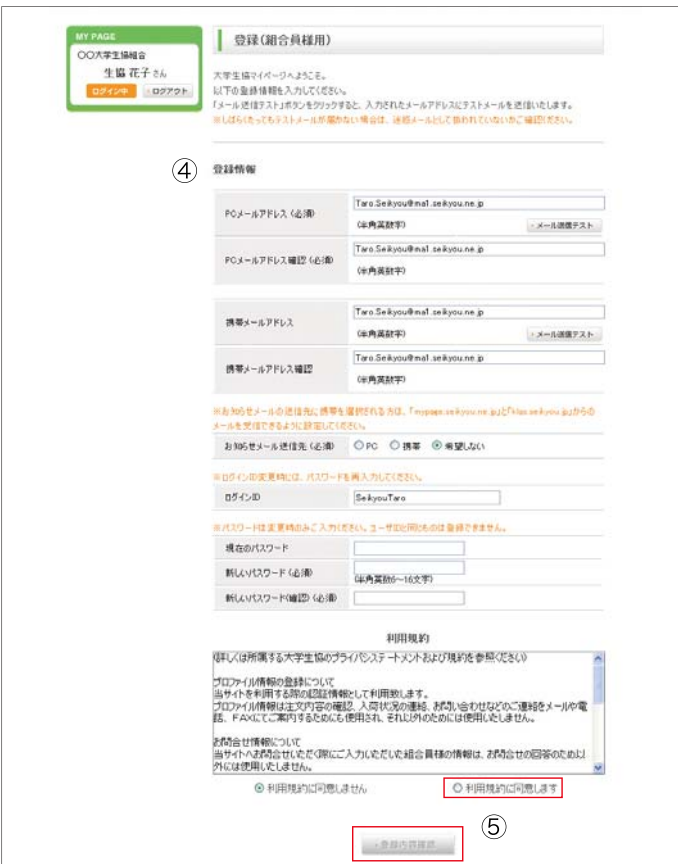 MY PAGE
〇〇大学生協組合
生協 花子さん
ログイン中
ログアウト
登録(組合員様用)
大学生協マイページへようこそ。
以下の登録情報を入力してください。
「メール送信テスト」ボタンをクリックすると、入力されたメールアドレスにテストメールを送信いたします。
※しばらくたってもテストメールが届かない場合は、迷惑メールとして扱われていないかご確認ください。
④ 登録情報
PCメールアドレス (必須)
Taro.Seikyou@ma1.seikyou.ne.jp
(半角英数字)
メール送信テスト
PCメールアドレス確認 (必須)
Taro.Seikyou@ma1.seikyou.ne.jp
(半角英数字)
携帯メールアドレス
Taro.Seikyou@ma1.seikyou.ne.jp
(半角英数字)
メール送信テスト
携帯メールアドレス確認
Taro.Seikyou@ma1.seikyou.ne.jp
(半角英数字)
※お知らせメールの送信先に携帯を選択される方は、「mypage.seikyou.ne.jp」と「klas.seikyou.jp」からの
メールを受信できるように設定してください。
お知らせメール送信先 (必須)
PC 携帯 希望しない
※ログインID変更時には、パスワードを再入力してください。
ログインID
SeikyouTaro
※パスワードは変更時のみご入力ください。ユーザIDと同じものは登録できません。
現在のパスワード
新しいパスワード (必須)
(半角英数6~16文字)
新しいパスワード(確認) (必須)
利用規約
(詳しくは所属する大学生協のプライバシステートメントおよび規約を参照ください)
プロファイル情報の登録について
当サイトを利用する際の認証情報として利用致します。
プロファイル情報は注文内容の確認、入荷状況の連絡、お問い合わせなどのご連絡をメールや電
話、FAXにてご案内するためにも使用され、それ以外のためには使用いたしません。
お問合せ情報について
当サイトへお問合せいただく際にご入力いただいた組合員様の情報は、お問合せの回答のため以
外には使用いたしません。
利用規約に同意しません
利用規約に同意します
⑤
登録内容確認